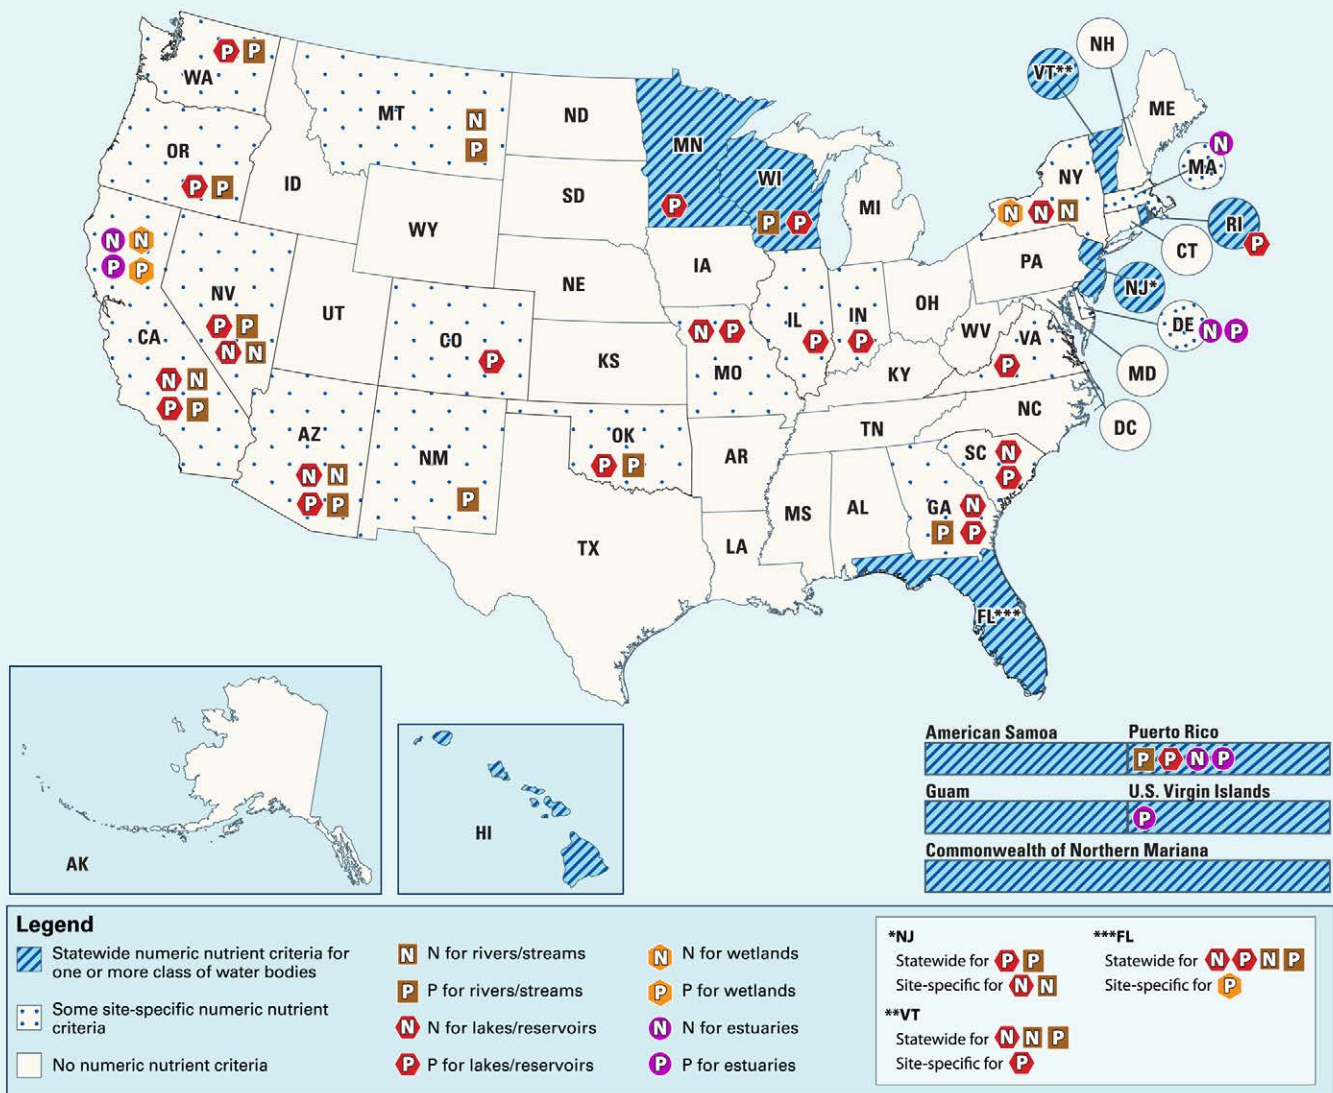 WA
P P
MT
N
P
ND
MN
P
WI
P P
VT**
NH
ME
MA
N
OR
P P
ID
WY
SD
MI
NY
N N N
RI
P
CT
N N
P P
CA
N N
P P
NV
P P
N N
UT
CO
P
NE
IA
N P
MO
IL
P
IN
P
OH
PA
NJ*
DE
N P
WV
VA
P
MD
DC
KS
KY
AZ
N N
P P
NM
P
OK
P P
AR
TN
NC
SC
N
P
GA
N
P P
MS
AL
TX
LA
FL***
AK
HI
American Samoa
Puerto Rico
P P N P
Guam
U.S. Virgin Islands
P
Commonwealth of Northern Mariana
Legend
Statewide numeric nutrient criteria for
one or more class of water bodies
Some site-specific numeric nutrient
criteria
No numeric nutrient criteria
N N for rivers/streams
P P for rivers/streams
N N for lakes/reservoirs
P P for lakes/reservoirs
N N for wetlands
P P for wetlands
N N for estuaries
P P for estuaries
*NJ
Statewide for P P
Site-specific for N N
**VT
Statewide for N N P
Site-specific for P
***FL
Statewide for N P N P
Site-specific for P